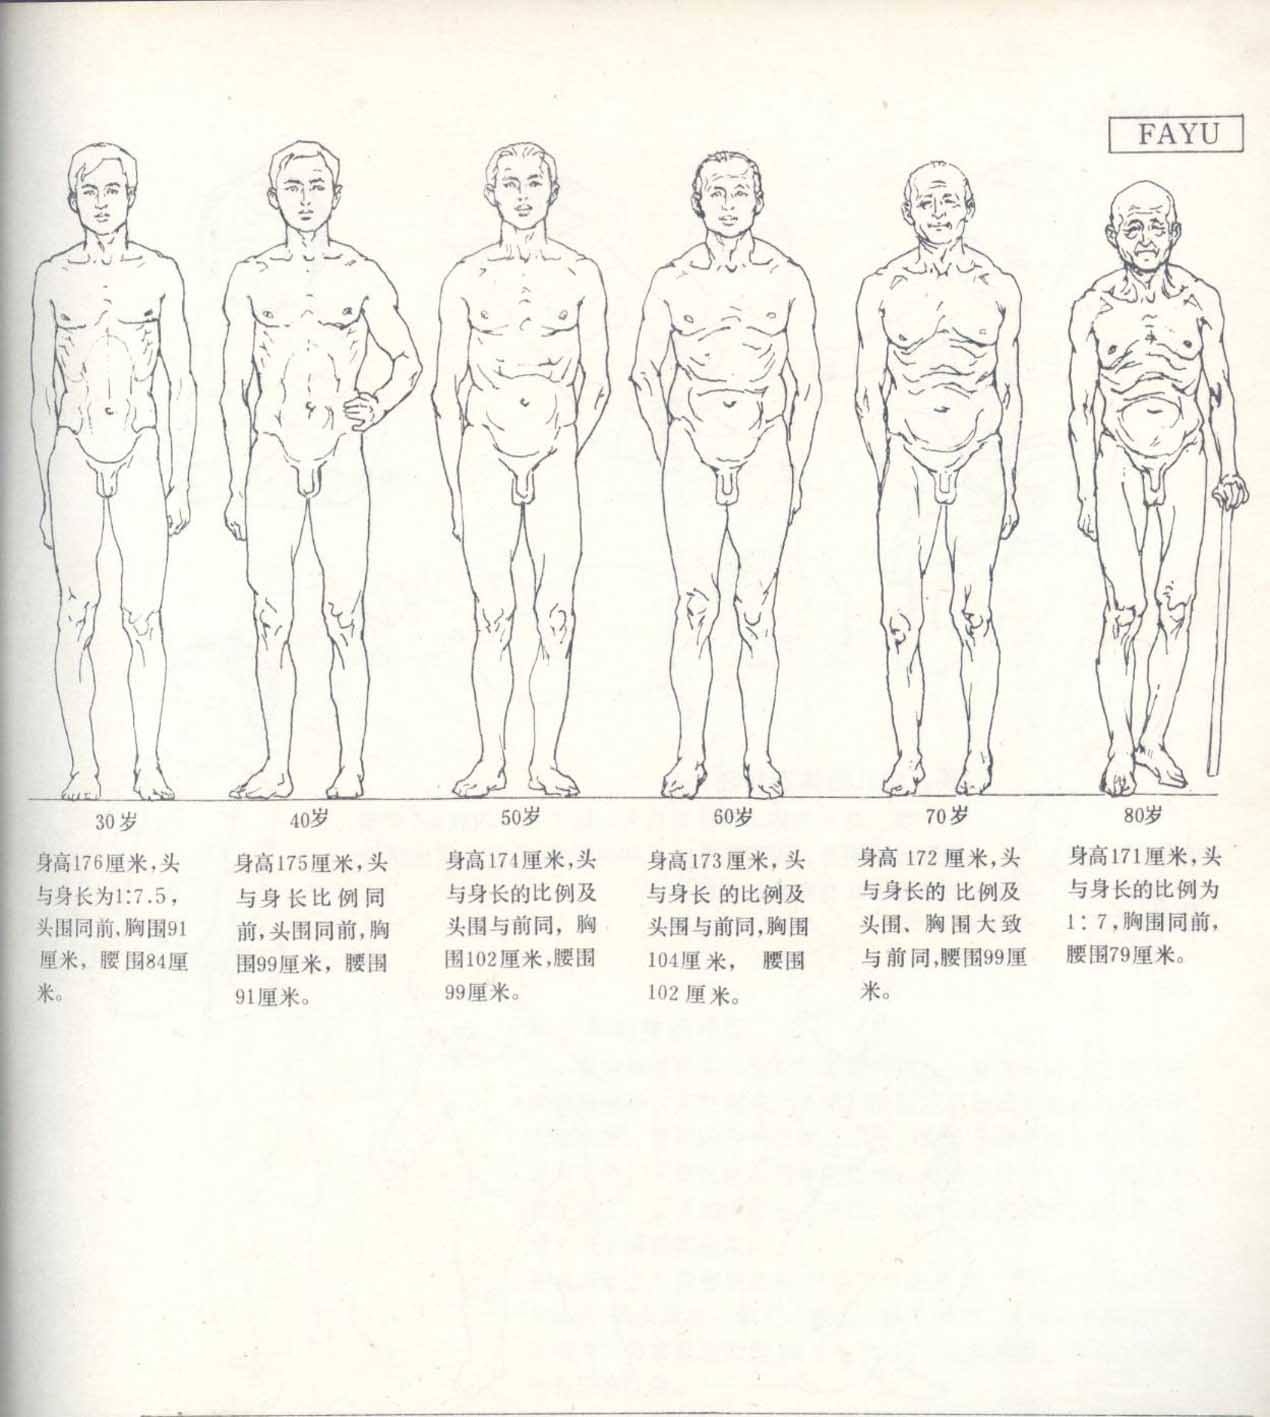 FAYU
30岁
身高176厘米,头
与身长为1:7.5,
头围同前,胸围91
厘米,腰围84厘
米。
40岁
身高175厘米,头
与身长比例同
前,头围同前,胸
围99厘米,腰围
91厘米。
50岁
身高174厘米,头
与身长的比例及
头围与前同,胸
围102厘米,腰围
99厘米。
60岁
身高173厘米,头
与身长的比例及
头围与前同,胸围
104厘米,腰围
102厘米。
70岁
身高172厘米,头
与身长的比例及
头围、胸围大致
与前同,腰围99厘
米。
80岁
身高171厘米,头
与身长的比例为
1:7,胸围同前,
腰围79厘米。